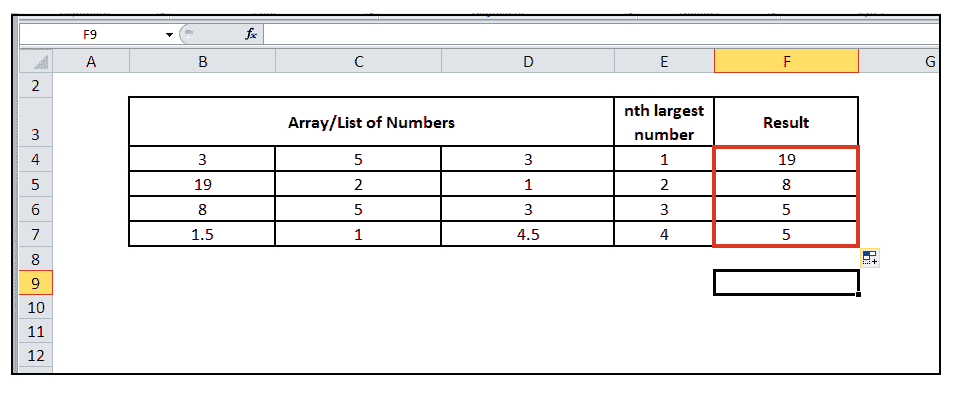 F9 fx
A B C D E F G
2
3 Array/List of Numbers nth largest number Result
4 3 5 3 1 19
5 19 2 1 2 8
6 8 5 3 3 5
7 1.5 1 4.5 4 5
8
9
10
11
12